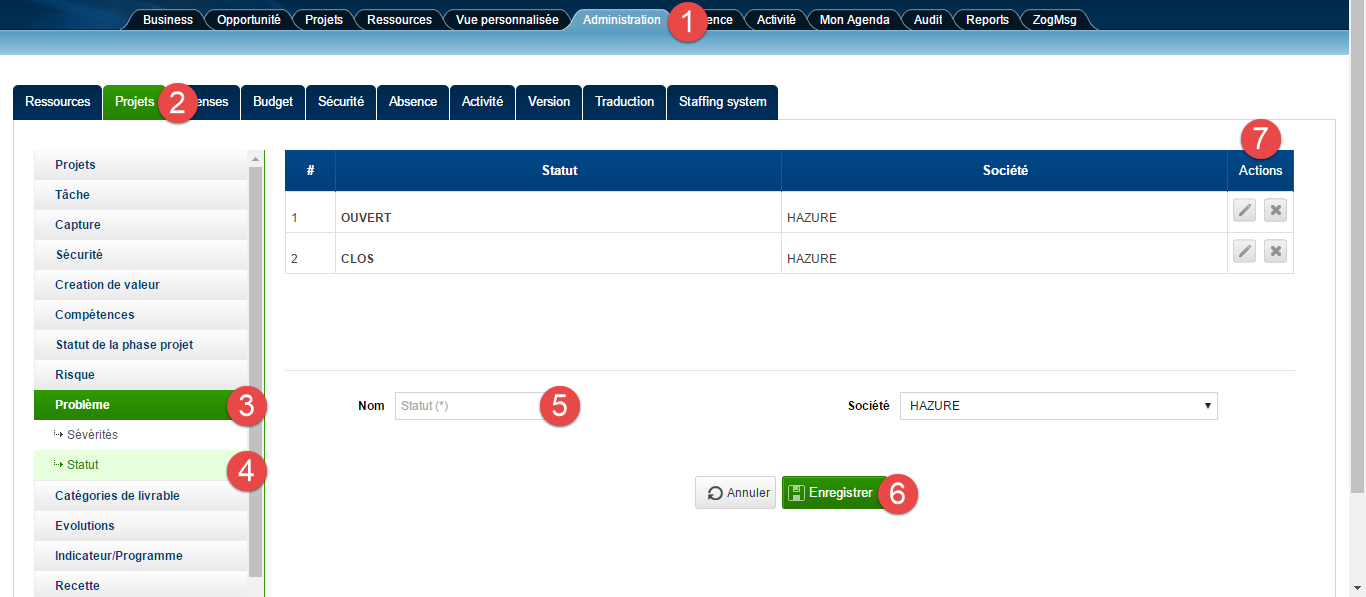 Business Opportunité Projets Ressources Vue personnalisée Administration 1 ence Activité Mon Agenda Audit Reports ZogMsg
Ressources Projets 2 enses Budget Sécurité Absence Activité Version Traduction Staffing system
Projets
Tâche
Capture
Sécurité
Creation de valeur
Compétences
Statut de la phase projet
Risque
Problème 3
Sévérités
Statut 4
Catégories de livrable
Evolutions
Indicateur/Programme
Recette
7
# Statut Société Actions
1 OUVERT HAZURE
2 CLOS HAZURE
Nom Statut (*) 5 Société HAZURE
Annuler Enregistrer 6